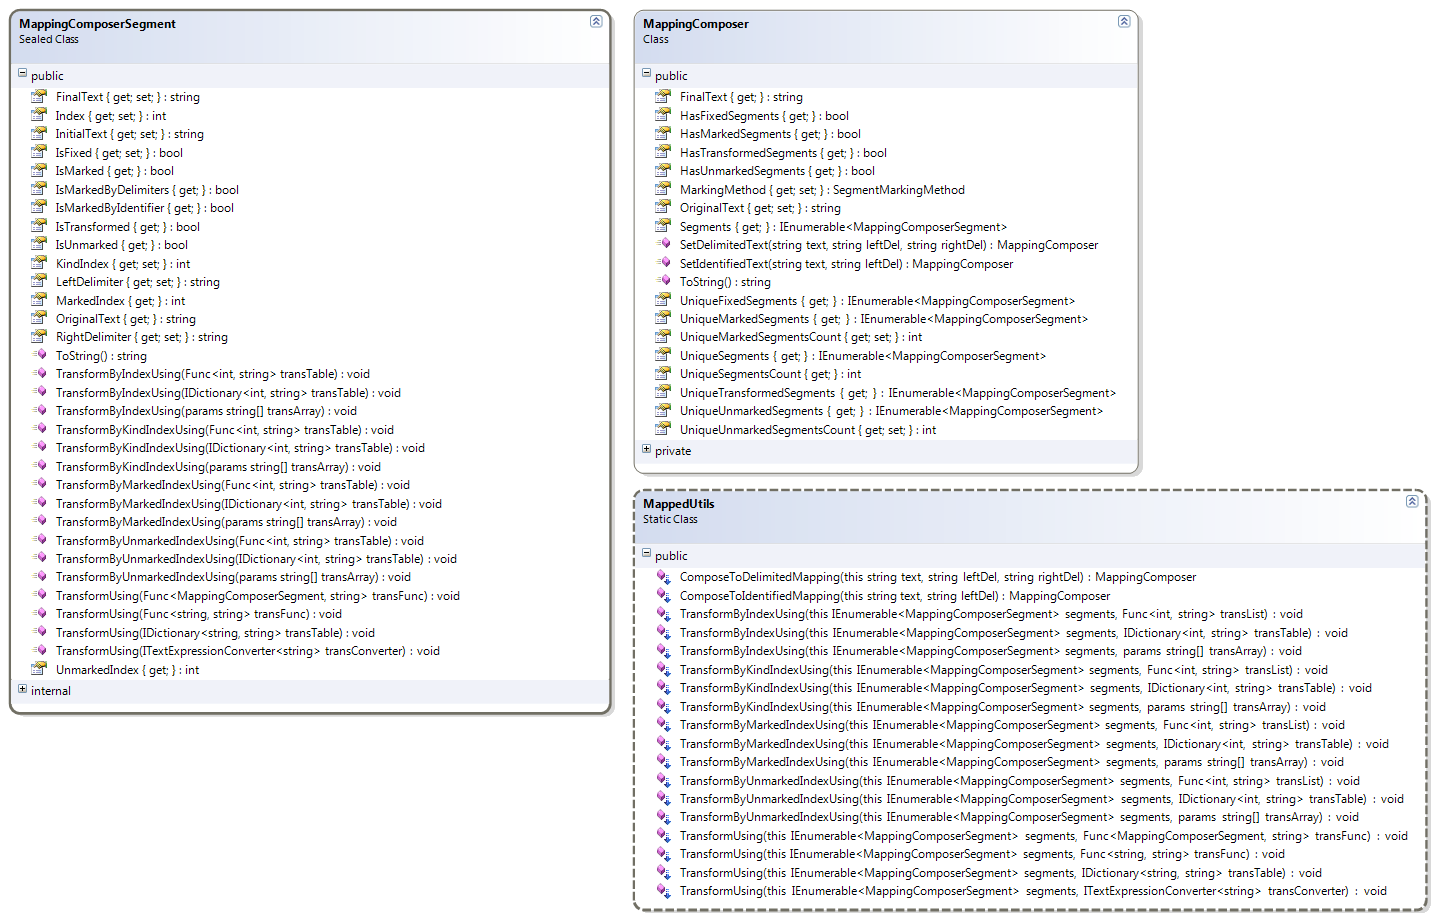 MappingComposerSegment
Sealed Class
public
FinalText { get; set; } : string
Index { get; set; } : int
InitialText { get; set; } : string
IsFixed { get; set; } : bool
IsMarked { get; } : bool
IsMarkedByDelimiters { get; } : bool
IsMarkedByIdentifier { get; } : bool
IsTransformed { get; } : bool
IsUnmarked { get; } : bool
KindIndex { get; set; } : int
LeftDelimiter { get; set; } : string
MarkedIndex { get; } : int
OriginalText { get; } : string
RightDelimiter { get; set; } : string
ToString() : string
TransformByIndexUsing(Func<int, string> transTable) : void
TransformByIndexUsing(IDictionary<int, string> transTable) : void
TransformByIndexUsing(params string[] transArray) : void
TransformByKindIndexUsing(Func<int, string> transTable) : void
TransformByKindIndexUsing(IDictionary<int, string> transTable) : void
TransformByKindIndexUsing(params string[] transArray) : void
TransformByMarkedIndexUsing(Func<int, string> transTable) : void
TransformByMarkedIndexUsing(IDictionary<int, string> transTable) : void
TransformByMarkedIndexUsing(params string[] transArray) : void
TransformByUnmarkedIndexUsing(Func<int, string> transTable) : void
TransformByUnmarkedIndexUsing(IDictionary<int, string> transTable) : void
TransformByUnmarkedIndexUsing(params string[] transArray) : void
TransformUsing(Func<MappingComposerSegment, string> transFunc) : void
TransformUsing(Func<string, string> transFunc) : void
TransformUsing(IDictionary<string, string> transTable) : void
TransformUsing(ITextExpressionConverter<string> transConverter) : void
UnmarkedIndex { get; } : int
internal
MappingComposer
Class
public
FinalText { get; } : string
HasFixedSegments { get; } : bool
HasMarkedSegments { get; } : bool
HasTransformedSegments { get; } : bool
HasUnmarkedSegments { get; } : bool
MarkingMethod { get; set; } : SegmentMarkingMethod
OriginalText { get; set; } : string
Segments { get; } : IEnumerable<MappingComposerSegment>
SetDelimitedText(string text, string leftDel, string rightDel) : MappingComposer
SetIdentifiedText(string text, string leftDel) : MappingComposer
ToString() : string
UniqueFixedSegments { get; } : IEnumerable<MappingComposerSegment>
UniqueMarkedSegments { get; } : IEnumerable<MappingComposerSegment>
UniqueMarkedSegmentsCount { get; set; } : int
UniqueSegments { get; } : IEnumerable<MappingComposerSegment>
UniqueSegmentsCount { get; } : int
UniqueTransformedSegments { get; } : IEnumerable<MappingComposerSegment>
UniqueUnmarkedSegments { get; } : IEnumerable<MappingComposerSegment>
UniqueUnmarkedSegmentsCount { get; set; } : int
private
MappedUtils
Static Class
public
ComposeToDelimitedMapping(this string text, string leftDel, string rightDel) : MappingComposer
ComposeToIdentifiedMapping(this string text, string leftDel) : MappingComposer
TransformByIndexUsing(this IEnumerable<MappingComposerSegment> segments, Func<int, string> transList) : void
TransformByIndexUsing(this IEnumerable<MappingComposerSegment> segments, IDictionary<int, string> transTable) : void
TransformByIndexUsing(this IEnumerable<MappingComposerSegment> segments, params string[] transArray) : void
TransformByKindIndexUsing(this IEnumerable<MappingComposerSegment> segments, Func<int, string> transList) : void
TransformByKindIndexUsing(this IEnumerable<MappingComposerSegment> segments, IDictionary<int, string> transTable) : void
TransformByKindIndexUsing(this IEnumerable<MappingComposerSegment> segments, params string[] transArray) : void
TransformByMarkedIndexUsing(this IEnumerable<MappingComposerSegment> segments, Func<int, string> transList) : void
TransformByMarkedIndexUsing(this IEnumerable<MappingComposerSegment> segments, IDictionary<int, string> transTable) : void
TransformByMarkedIndexUsing(this IEnumerable<MappingComposerSegment> segments, params string[] transArray) : void
TransformByUnmarkedIndexUsing(this IEnumerable<MappingComposerSegment> segments, Func<int, string> transList) : void
TransformByUnmarkedIndexUsing(this IEnumerable<MappingComposerSegment> segments, IDictionary<int, string> transTable) : void
TransformByUnmarkedIndexUsing(this IEnumerable<MappingComposerSegment> segments, params string[] transArray) : void
TransformUsing(this IEnumerable<MappingComposerSegment> segments, Func<MappingComposerSegment, string> transFunc) : void
TransformUsing(this IEnumerable<MappingComposerSegment> segments, Func<string, string> transFunc) : void
TransformUsing(this IEnumerable<MappingComposerSegment> segments, IDictionary<string, string> transTable) : void
TransformUsing(this IEnumerable<MappingComposerSegment> segments, ITextExpressionConverter<string> transConverter) : void